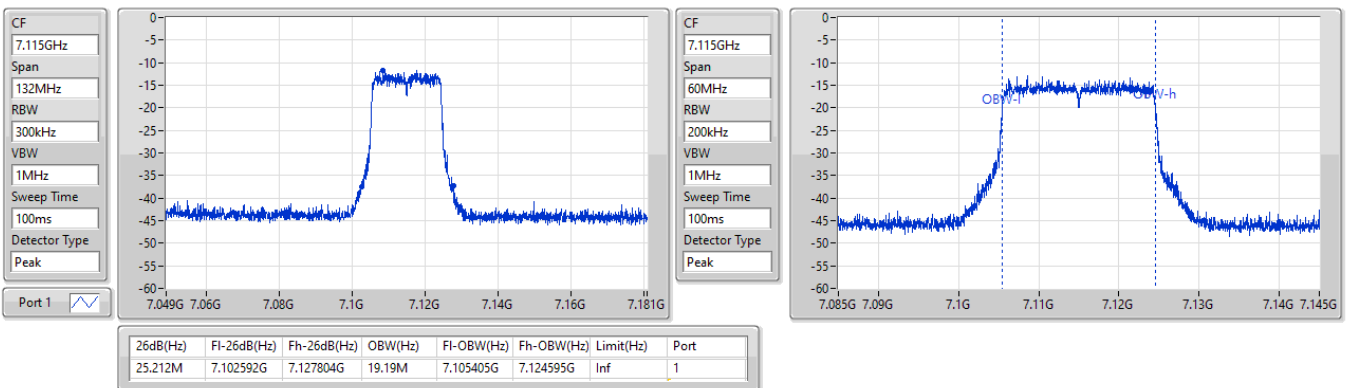 CF
7.115GHz
Span
132MHz
RBW
300kHz
VBW
1MHz
Sweep Time
100ms
Detector Type
Peak
Port 1
0
-5
-10
-15
-20
-25
-30
-35
-40
-45
-50
-55
-60
7.049G 7.06G 7.08G 7.1G 7.12G 7.14G 7.16G 7.181G
CF
7.115GHz
Span
60MHz
RBW
200kHz
VBW
1MHz
Sweep Time
100ms
Detector Type
Peak
0
-5
-10
-15
-20
-25
-30
-35
-40
-45
-50
-55
-60
OBW-l OBW-h
7.085G 7.09G 7.1G 7.11G 7.12G 7.13G 7.14G 7.145G
26dB(Hz) Fl-26dB(Hz) Fh-26dB(Hz) OBW(Hz) Fl-OBW(Hz) Fh-OBW(Hz) Limit(Hz) Port
25.212M 7.102592G 7.127804G 19.19M 7.105405G 7.124595G Inf 1